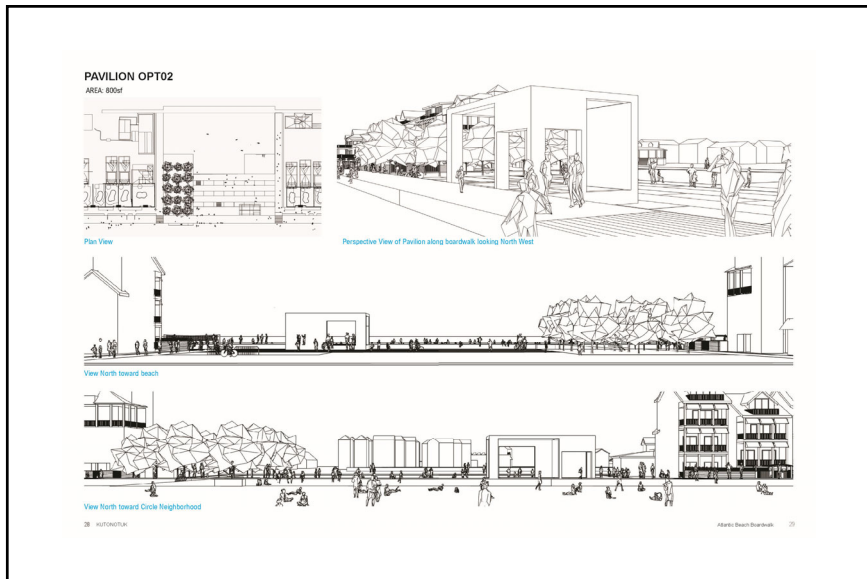 PAVILION OPT02
AREA: 800sf
Plan View
Perspective View of Pavilion along boardwalk looking North West
View North toward beach
View North toward Circle Neighborhood
28 KUTONOTUK
Atlantic Beach Boardwalk 29